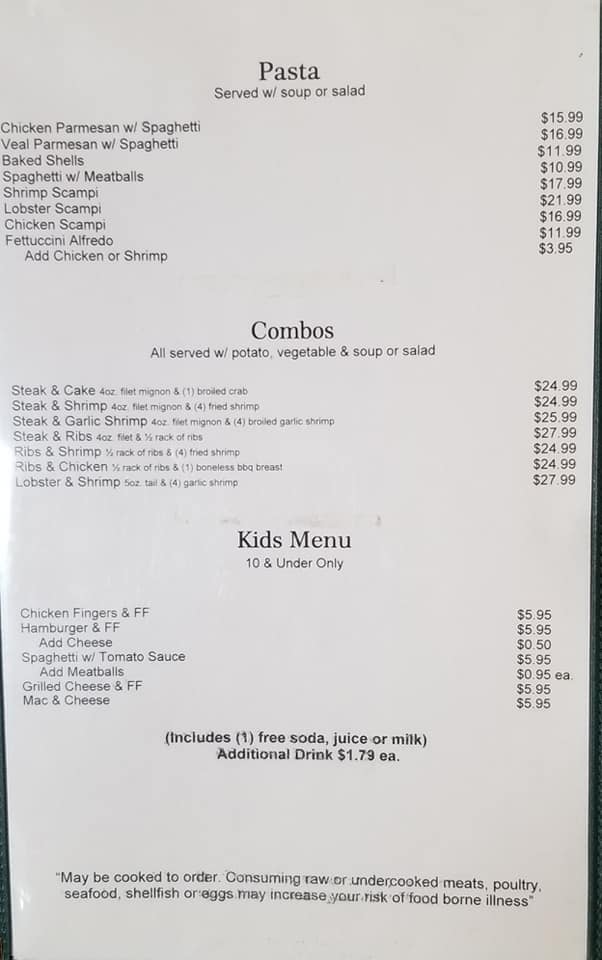 Pasta
Served w/ soup or salad
Chicken Parmesan w/ Spaghetti $15.99
Veal Parmesan w/ Spaghetti $16.99
Baked Shells $11.99
Spaghetti w/ Meatballs $10.99
Shrimp Scampi $17.99
Lobster Scampi $21.99
Chicken Scampi $16.99
Fettuccini Alfredo $11.99
Add Chicken or Shrimp $3.95
Combos
All served w/ potato, vegetable & soup or salad
Steak & Cake 4oz. filet mignon & (1) broiled crab $24.99
Steak & Shrimp 4oz. filet mignon & (4) fried shrimp $24.99
Steak & Garlic Shrimp 4oz. filet mignon & (4) broiled garlic shrimp $25.99
Steak & Ribs 4oz. filet & ½ rack of ribs $27.99
Ribs & Shrimp ½ rack of ribs & (4) fried shrimp $24.99
Ribs & Chicken ½ rack of ribs & (1) boneless bbq breast $24.99
Lobster & Shrimp 5oz. tail & (4) garlic shrimp $27.99
Kids Menu
10 & Under Only
Chicken Fingers & FF $5.95
Hamburger & FF $5.95
Add Cheese $0.50
Spaghetti w/ Tomato Sauce $5.95
Add Meatballs $0.95 ea.
Grilled Cheese & FF $5.95
Mac & Cheese $5.95
(Includes (1) free soda, juice or milk)
Additional Drink $1.79 ea.
"May be cooked to order. Consuming raw or undercooked meats, poultry,
seafood, shellfish or eggs may increase your risk of food borne illness"